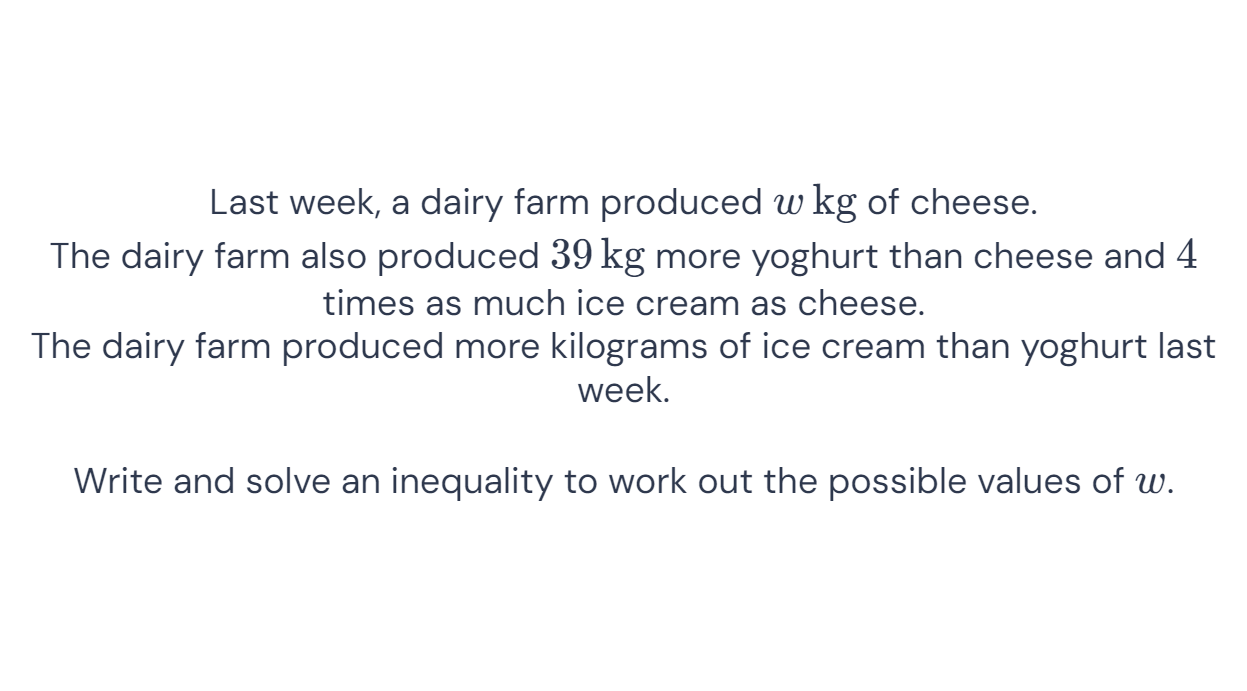 Last week, a dairy farm produced w kg of cheese.
The dairy farm also produced 39 kg more yoghurt than cheese and 4
times as much ice cream as cheese.
The dairy farm produced more kilograms of ice cream than yoghurt last
week.
Write and solve an inequality to work out the possible values of w.